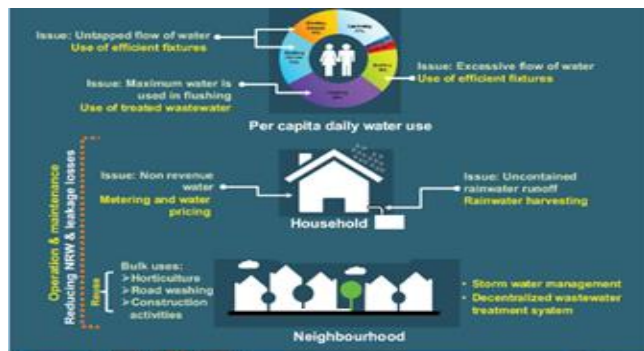 Issue: Untapped flow of water
Use of efficient fixtures
Issue: Excessive flow of water
Use of efficient fixtures
Issue: Maximum water is
used in flushing
Use of treated wastewater
Per capita daily water use
Operation & maintenance
Reducing NRW & leakage losses
Issue: Non revenue
water
Metering and water
pricing
Issue: Uncontained
rainwater runoff
Rainwater harvesting
Household
Reuse
Bulk uses:
➢Horticulture
➢Road washing
➢Construction
activities
• Storm water management
• Decentralized wastewater
treatment system
Neighbourhood